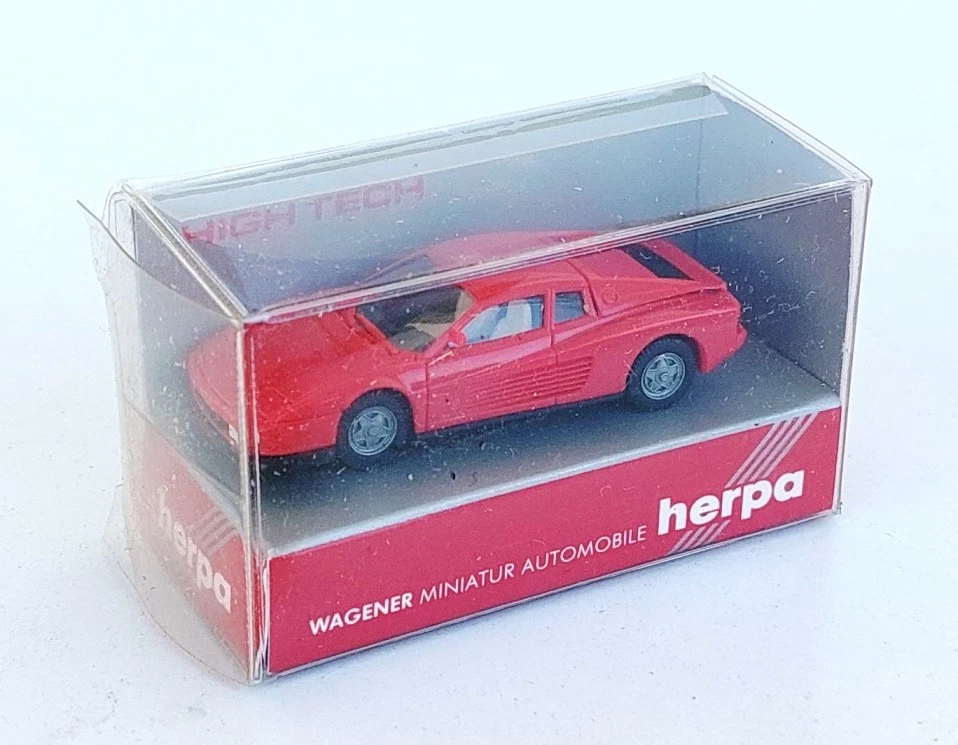 HIGH TECH
herpa
WAGENER MINIATUR AUTOMOBILE herpa